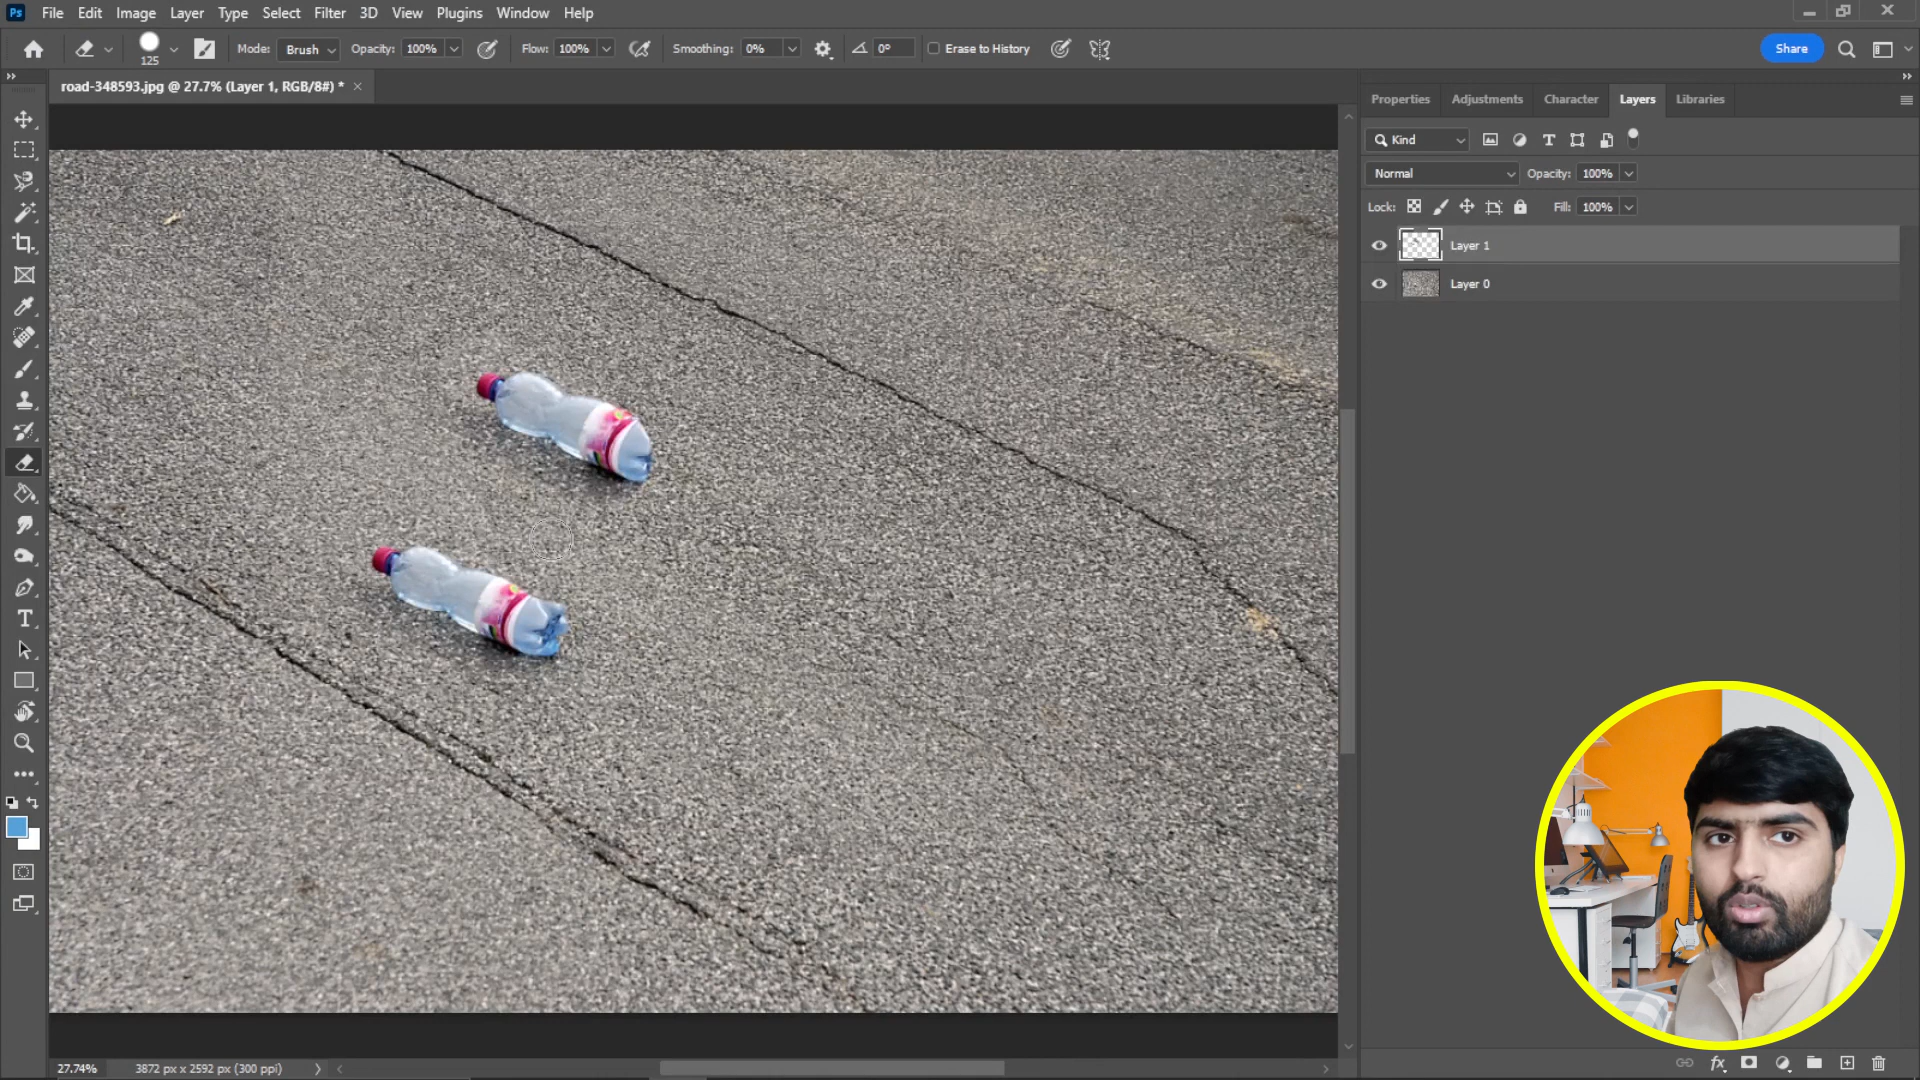 Ps File Edit Image Layer Type Select Filter 3D View Plugins Window Help
125 Mode: Brush Opacity: 100% Flow: 100% Smoothing: 0% 0° Erase to History Share
road-348593.jpg @ 27.7% (Layer 1, RGB/8#) * ×
Properties Adjustments Character Layers Libraries
Kind
Normal Opacity: 100%
Lock: Fill: 100%
Layer 1
Layer 0
27.74% 3872 px x 2592 px (300 ppi)
fx